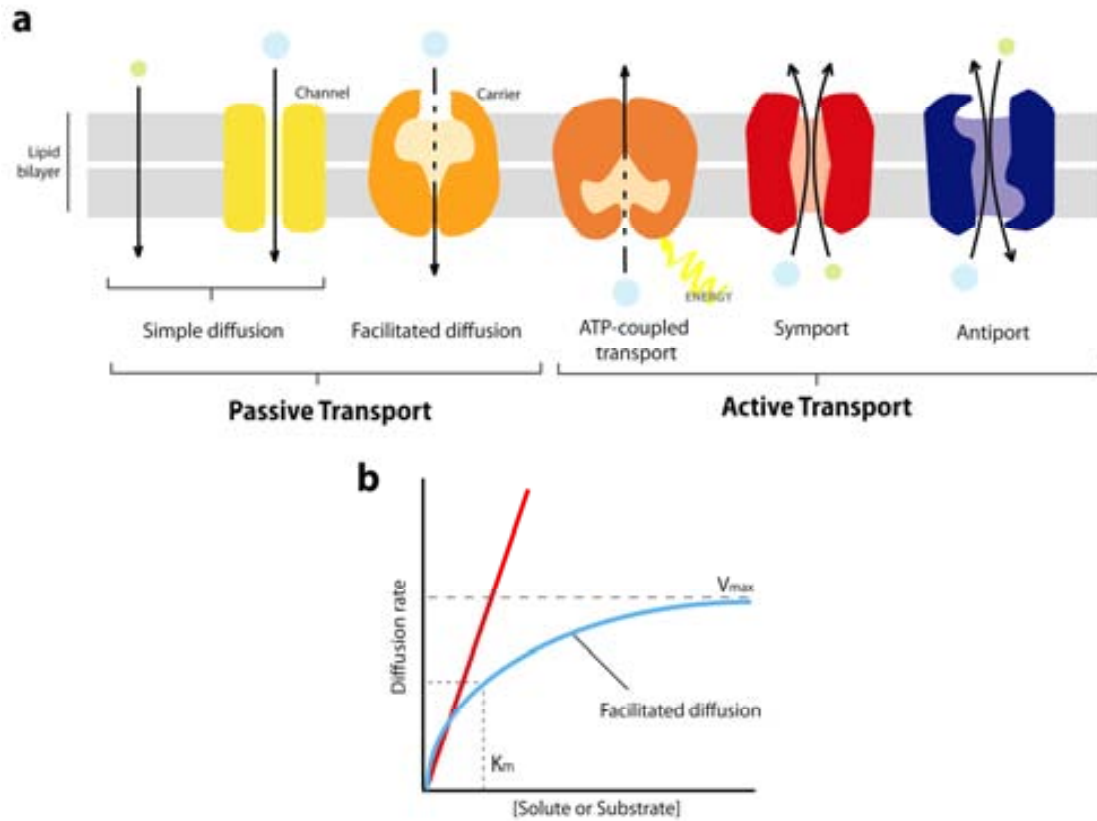 a
Channel
Carrier
Lipid
bilayer
ENERGY
Simple diffusion
Facilitated diffusion
ATP-coupled
transport
Symport
Antiport
Passive Transport
Active Transport
b
Vmax
Diffusion rate
Facilitated diffusion
Km
[Solute or Substrate]